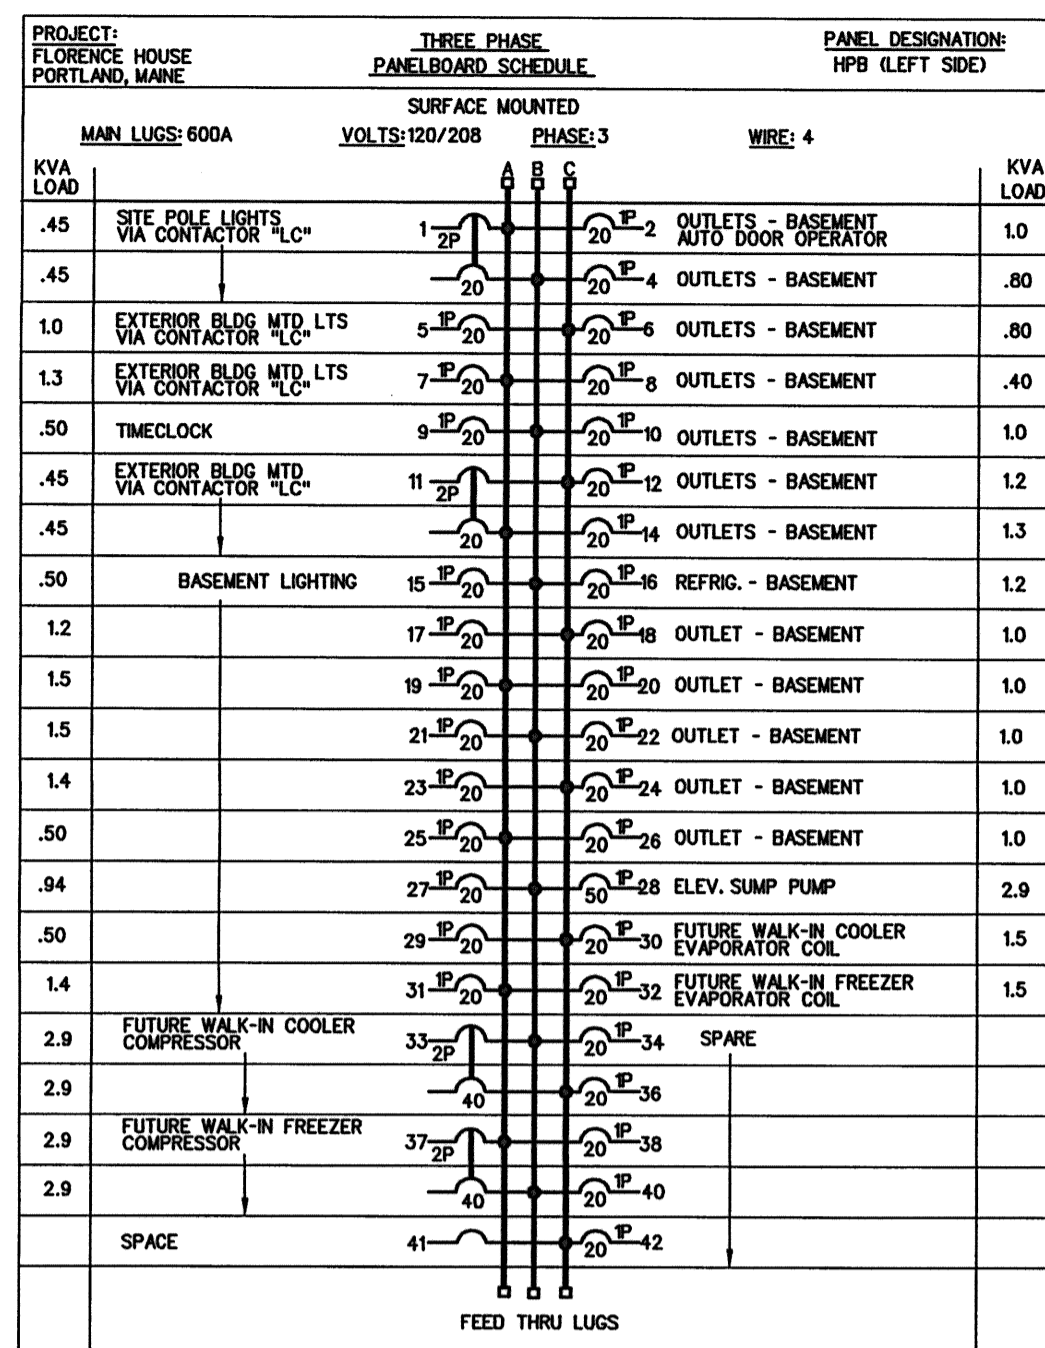 PROJECT:
FLORENCE HOUSE
PORTLAND, MAINE
THREE PHASE
PANELBOARD SCHEDULE
PANEL DESIGNATION:
HPB (LEFT SIDE)
SURFACE MOUNTED
MAIN LUGS: 600A VOLTS: 120/208 PHASE: 3 WIRE: 4
KVA LOAD A B C KVA LOAD
.45 SITE POLE LIGHTS VIA CONTACTOR "LC" 1 2P 20 1P 2 OUTLETS - BASEMENT AUTO DOOR OPERATOR 1.0
.45 20 20 1P 4 OUTLETS - BASEMENT .80
1.0 EXTERIOR BLDG MTD LTS VIA CONTACTOR "LC" 5 1P 20 20 1P 6 OUTLETS - BASEMENT .80
1.3 EXTERIOR BLDG MTD LTS VIA CONTACTOR "LC" 7 1P 20 20 1P 8 OUTLETS - BASEMENT .40
.50 TIMECLOCK 9 1P 20 20 1P 10 OUTLETS - BASEMENT 1.0
.45 EXTERIOR BLDG MTD VIA CONTACTOR "LC" 11 2P 20 1P 12 OUTLETS - BASEMENT 1.2
.45 20 20 1P 14 OUTLETS - BASEMENT 1.3
.50 BASEMENT LIGHTING 15 1P 20 20 1P 16 REFRIG. - BASEMENT 1.2
1.2 17 1P 20 20 1P 18 OUTLET - BASEMENT 1.0
1.5 19 1P 20 20 1P 20 OUTLET - BASEMENT 1.0
1.5 21 1P 20 20 1P 22 OUTLET - BASEMENT 1.0
1.4 23 1P 20 20 1P 24 OUTLET - BASEMENT 1.0
.50 25 1P 20 20 1P 26 OUTLET - BASEMENT 1.0
.94 27 1P 20 50 1P 28 ELEV. SUMP PUMP 2.9
.50 29 1P 20 20 1P 30 FUTURE WALK-IN COOLER EVAPORATOR COIL 1.5
1.4 31 1P 20 20 1P 32 FUTURE WALK-IN FREEZER EVAPORATOR COIL 1.5
2.9 FUTURE WALK-IN COOLER COMPRESSOR 33 2P 20 1P 34 SPARE
2.9 40 20 1P 36
2.9 FUTURE WALK-IN FREEZER COMPRESSOR 37 2P 20 1P 38
2.9 40 20 1P 40
SPACE 41 20 1P 42
FEED THRU LUGS